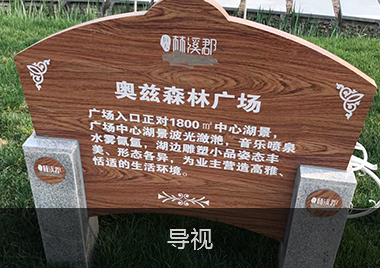 林溪郡
奥兹森林广场
广场入口正对1800㎡中心湖景,
广场中心湖景波光潋滟,音乐喷泉
水雾氤氲,湖边雕塑小品姿态丰
美、形态各异,为业主营造高雅、
恬适的生活环境。
林溪郡
林溪郡
导视